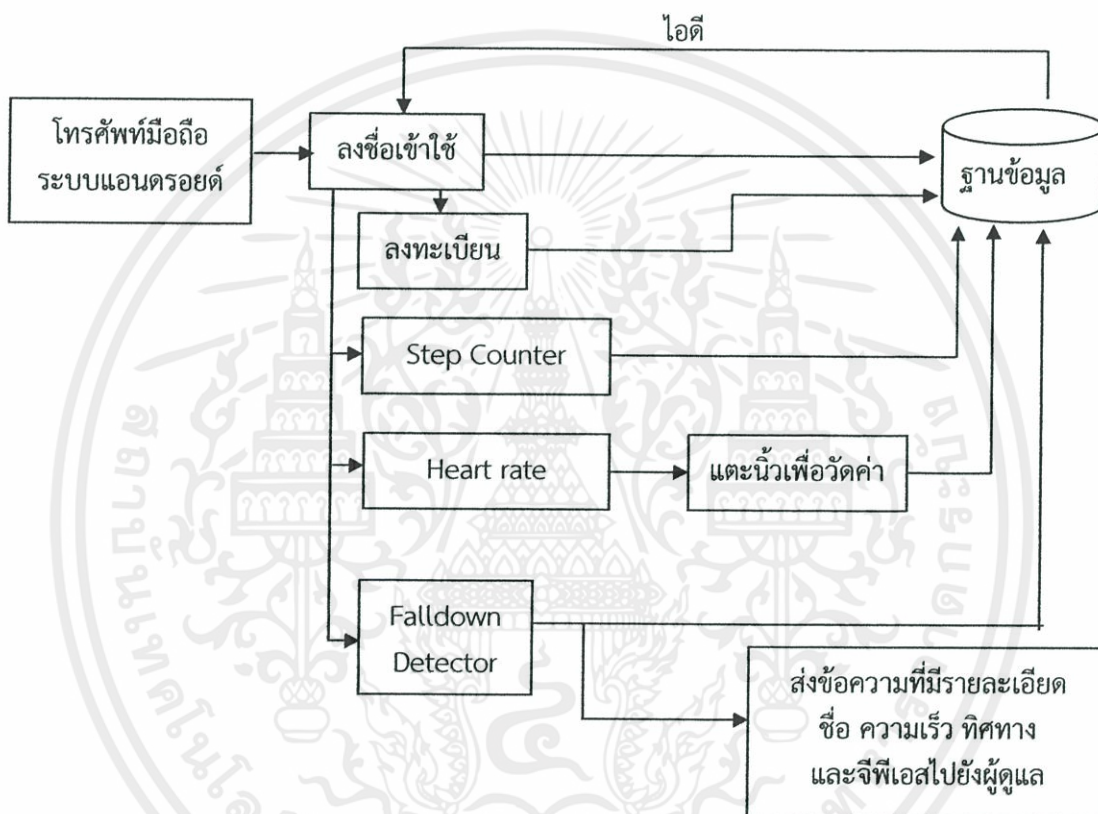 ไอดี
โทรศัพท์มือถือ
ระบบแอนดรอยด์
ลงชื่อเข้าใช้
ฐานข้อมูล
ลงทะเบียน
Step Counter
Heart rate
แตะนิ้วเพื่อวัดค่า
Falldown
Detector
ส่งข้อความที่มีรายละเอียด
ชื่อ ความเร็ว ทิศทาง
และจีพีเอสไปยังผู้ดูแล